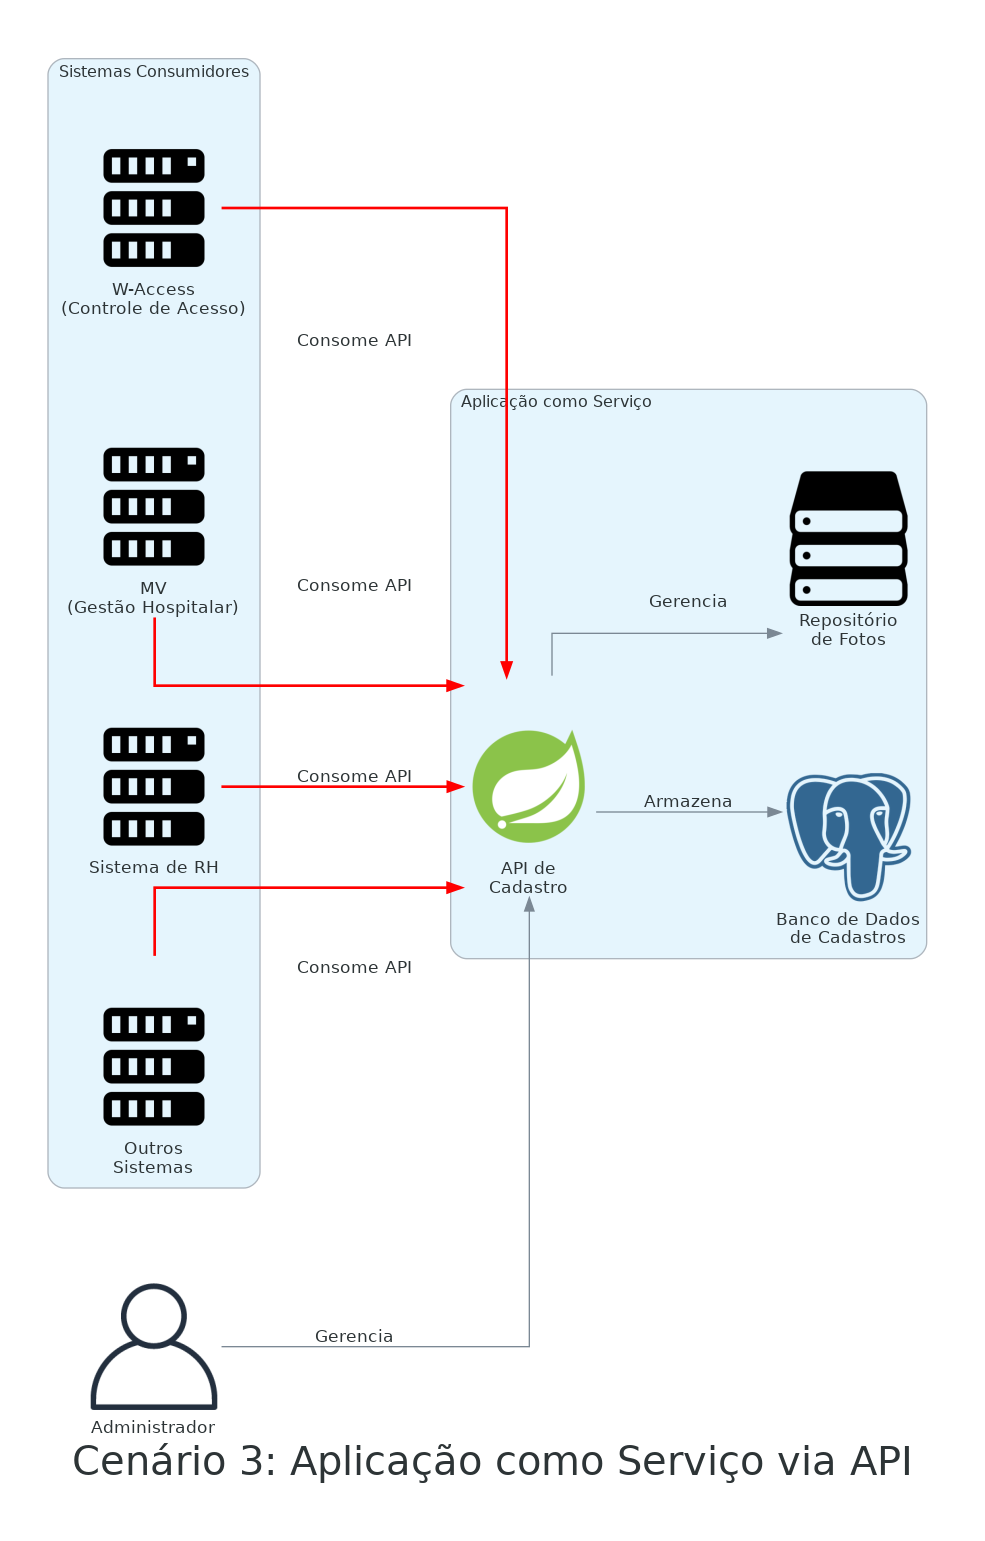 Sistemas Consumidores
W-Access
(Controle de Acesso)
Consome API
Aplicação como Serviço
MV
(Gestão Hospitalar)
Consome API
Gerencia
Repositório
de Fotos
Consome API
Armazena
Sistema de RH
API de
Cadastro
Banco de Dados
de Cadastros
Consome API
Outros
Sistemas
Gerencia
Administrador
Cenário 3: Aplicação como Serviço via API